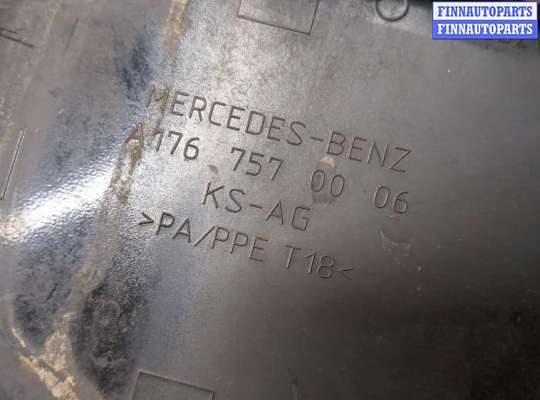 FINNAUTOPARTS
FINNAUTOPARTS
MERCEDES-BENZ
A176 757 00 06
KS-AG
>PA/PPE T18<